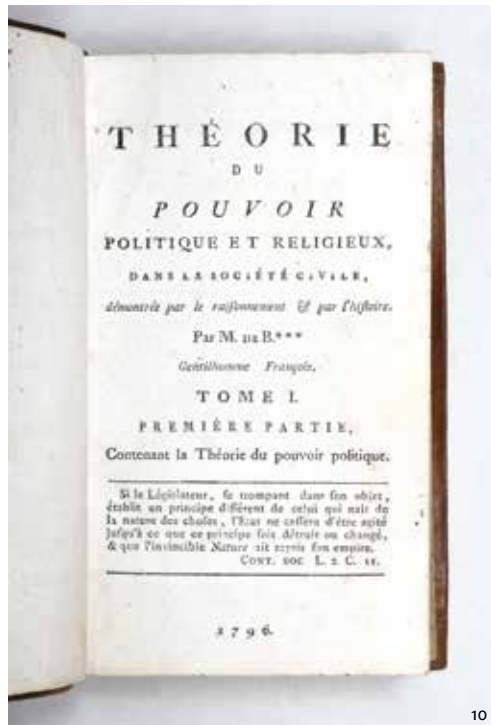 THÉORIE
DU
POUVOIR
POLITIQUE ET RELIGIEUX,
DANS LA SOCIÉTÉ CIVILE,
démontrée par le raisonnement & par l'histoire.
Par M. DE B.***
Gentilhomme François.
TOME I.
PREMIÈRE PARTIE,
Contenant la Théorie du pouvoir politique.
Si le Législateur, se trompant dans son objet,
établit un principe différent de celui qui naît de
la nature des choses, l'État ne cessera d'être agité
jusqu'à ce que ce principe soit détruit ou changé,
& que l'invincible Nature ait repris son empire.
CONT. SOC L. 2. C. 11.
1796.
10